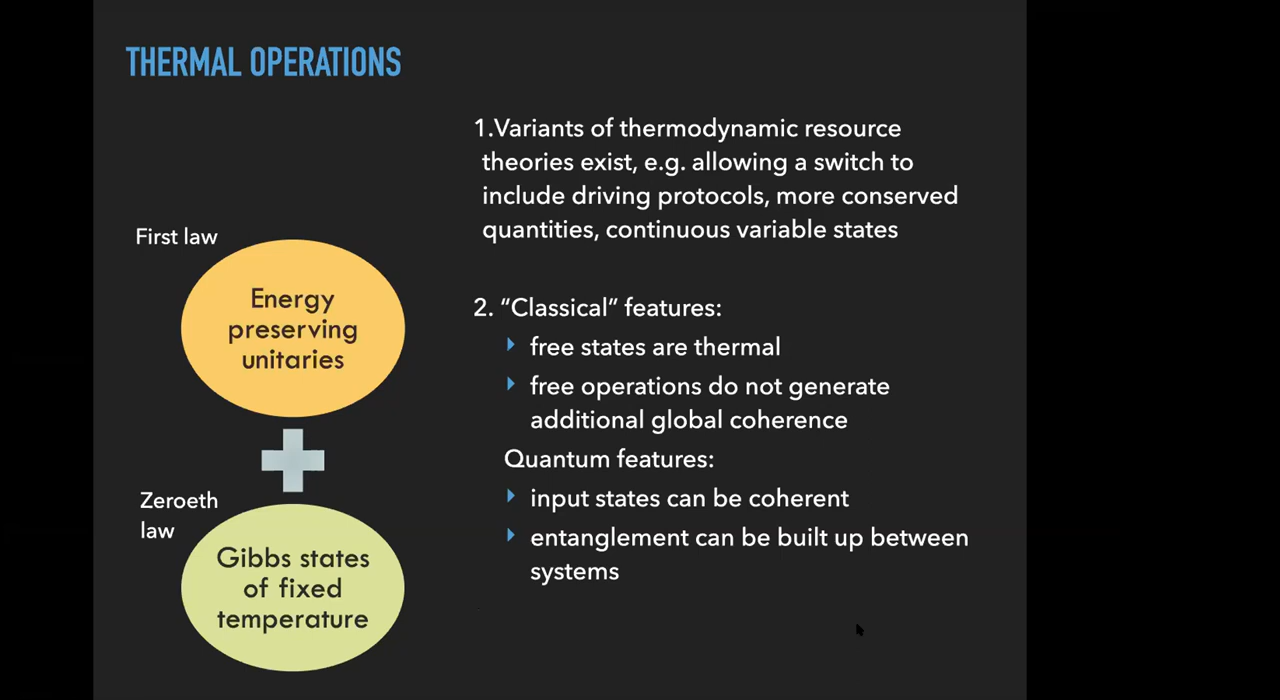 THERMAL OPERATIONS
1.Variants of thermodynamic resource
theories exist, e.g. allowing a switch to
include driving protocols, more conserved
quantities, continuous variable states
First law
Energy
preserving
unitaries
Zeroeth
law
Gibbs states
of fixed
temperature
2. “Classical” features:
free states are thermal
free operations do not generate
additional global coherence
Quantum features:
input states can be coherent
entanglement can be built up between
systems